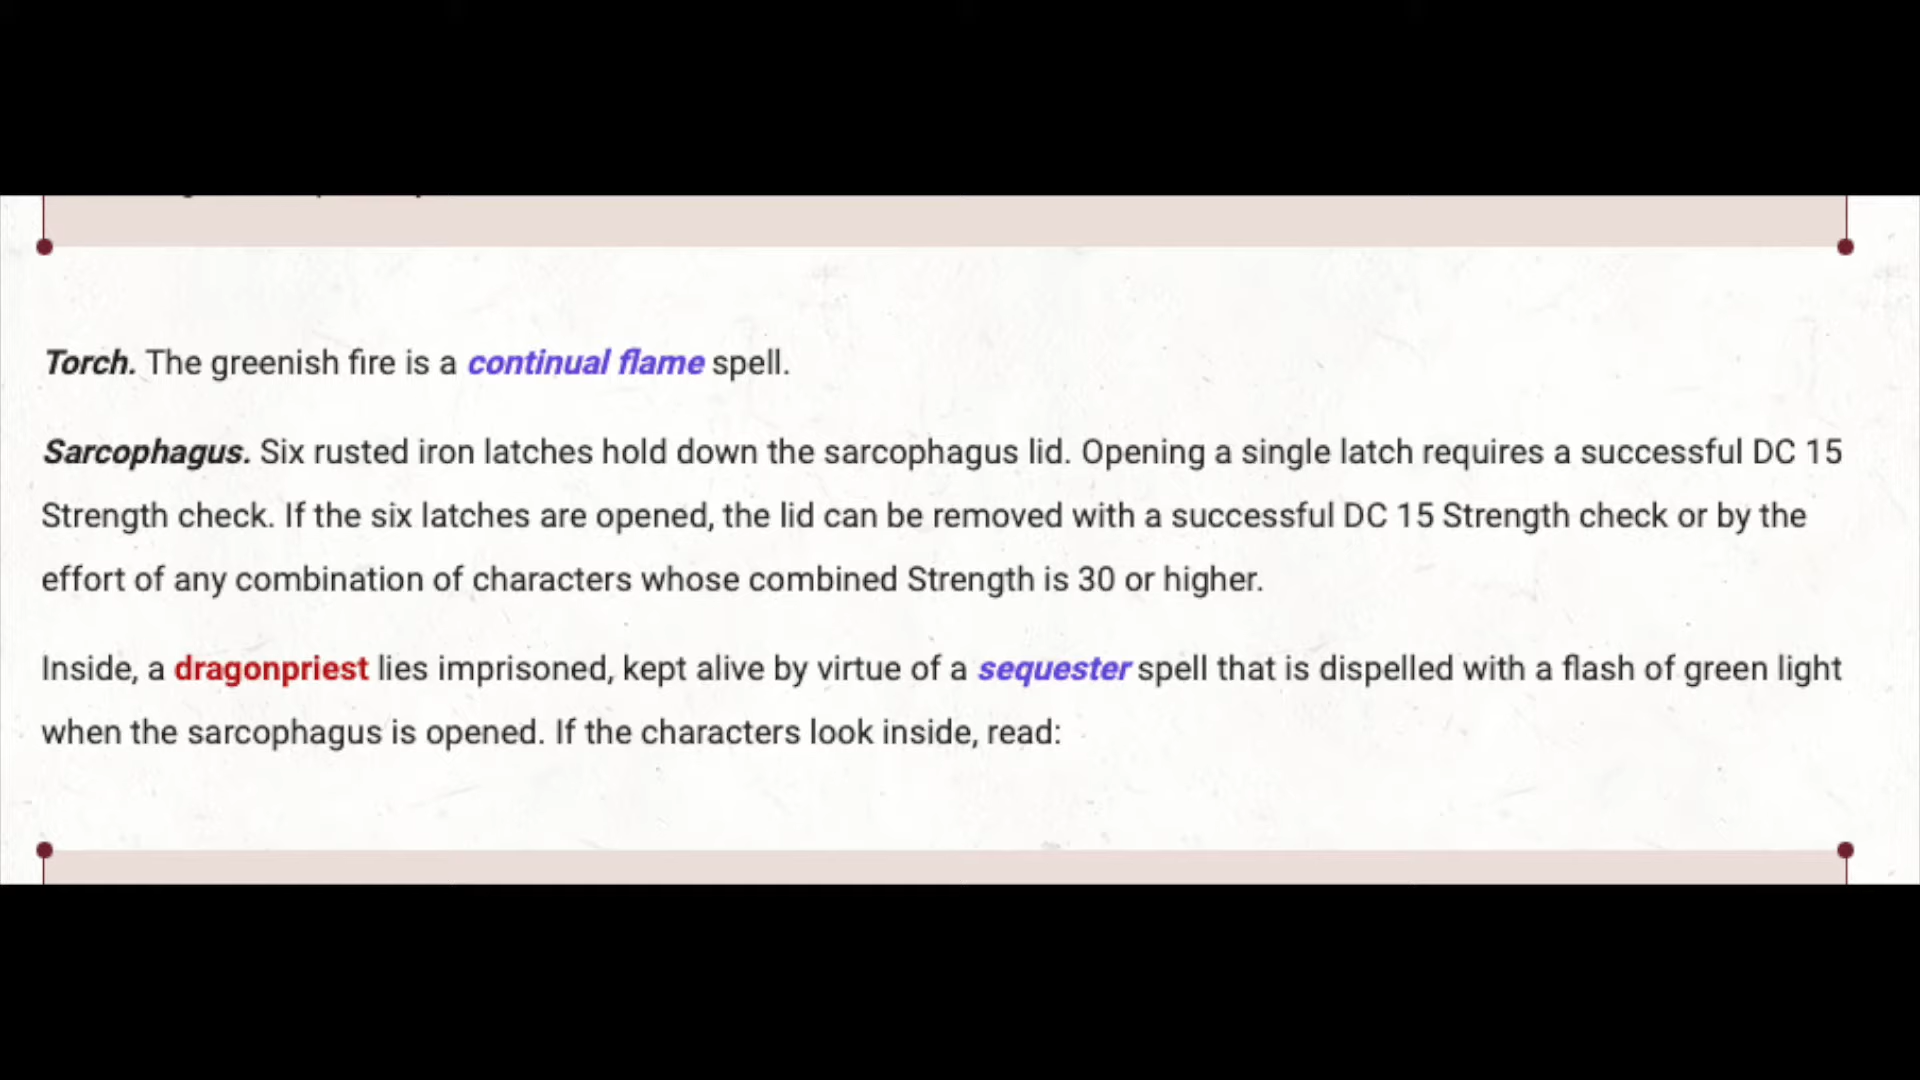 Torch. The greenish fire is a continual flame spell.
Sarcophagus. Six rusted iron latches hold down the sarcophagus lid. Opening a single latch requires a successful DC 15
Strength check. If the six latches are opened, the lid can be removed with a successful DC 15 Strength check or by the
effort of any combination of characters whose combined Strength is 30 or higher.
Inside, a dragonpriest lies imprisoned, kept alive by virtue of a sequester spell that is dispelled with a flash of green light
when the sarcophagus is opened. If the characters look inside, read: